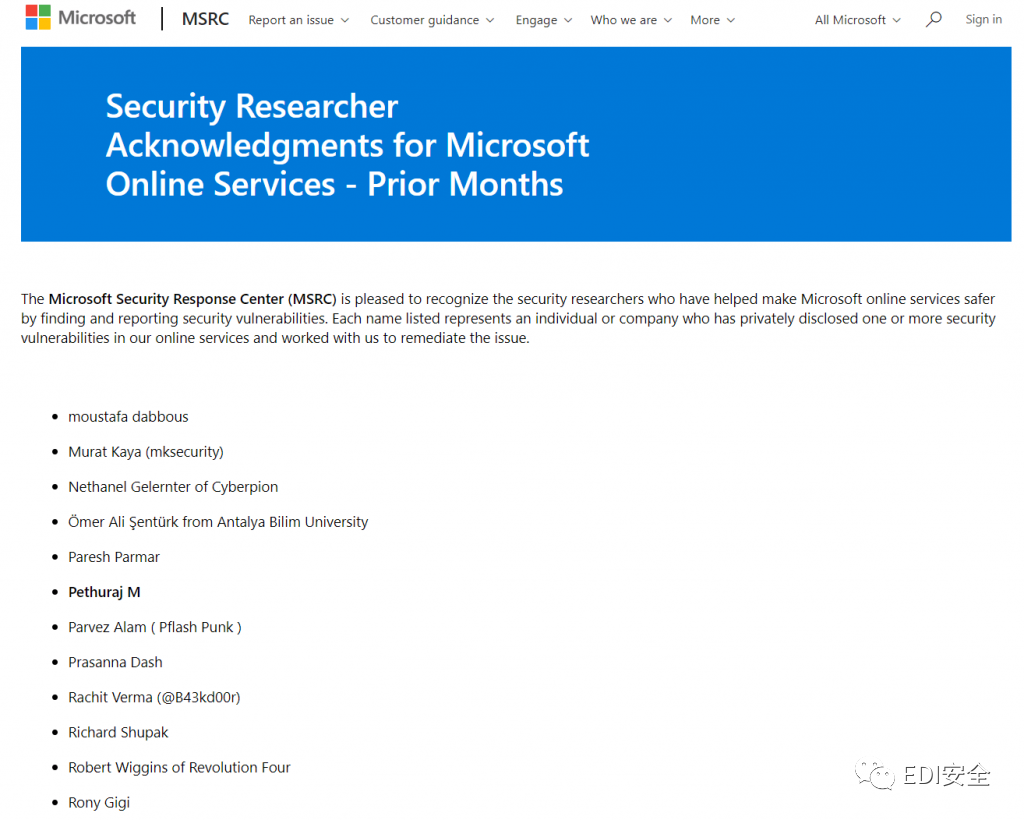 Microsoft
MSRC
Report an issue
Customer guidance
Engage
Who we are
More
All Microsoft
Sign in
Security Researcher
Acknowledgments for Microsoft
Online Services - Prior Months
The Microsoft Security Response Center (MSRC) is pleased to recognize the security researchers who have helped make Microsoft online services safer
by finding and reporting security vulnerabilities. Each name listed represents an individual or company who has privately disclosed one or more security
vulnerabilities in our online services and worked with us to remediate the issue.
moustafa dabbous
Murat Kaya (mksecurity)
Nethanel Gelernter of Cyberpion
Ömer Ali Şentürk from Antalya Bilim University
Paresh Parmar
Pethuraj M
Parvez Alam ( Pflash Punk )
Prasanna Dash
Rachit Verma (@B43kd00r)
Richard Shupak
Robert Wiggins of Revolution Four
Rony Gigi
EDI安全